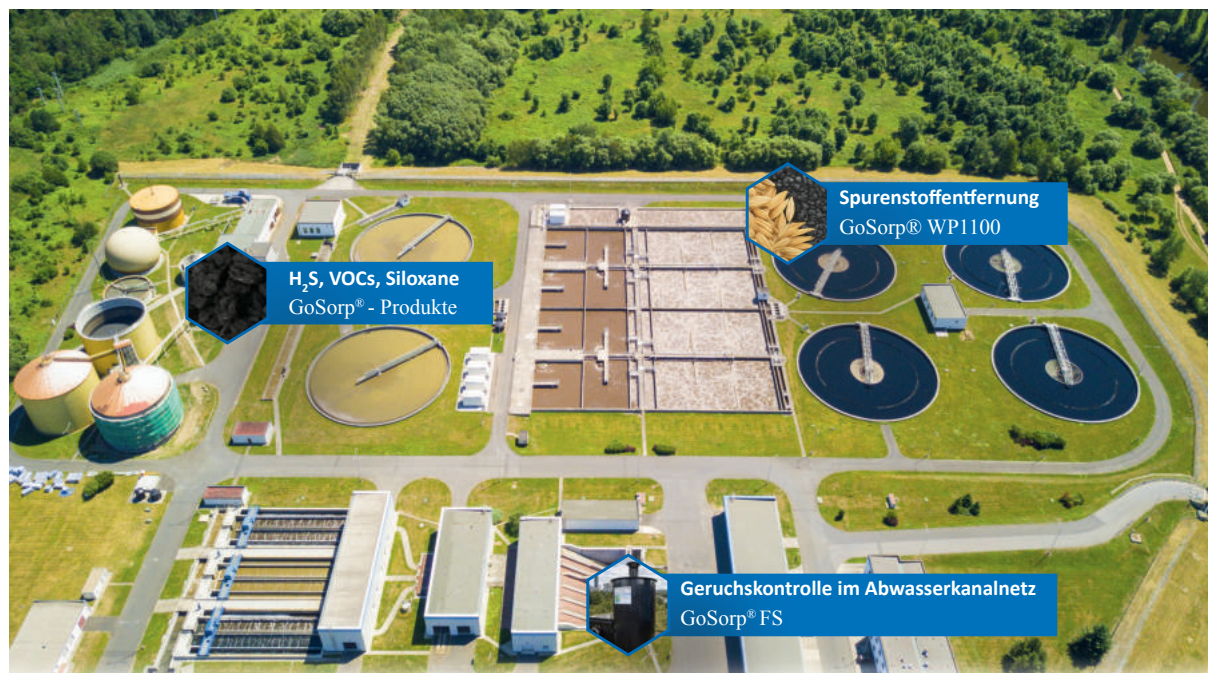 Spurenstoffentfernung
GoSorp® WP1100
H₂S, VOCs, Siloxane
GoSorp® - Produkte
Geruchskontrolle im Abwasserkanalnetz
GoSorp® FS